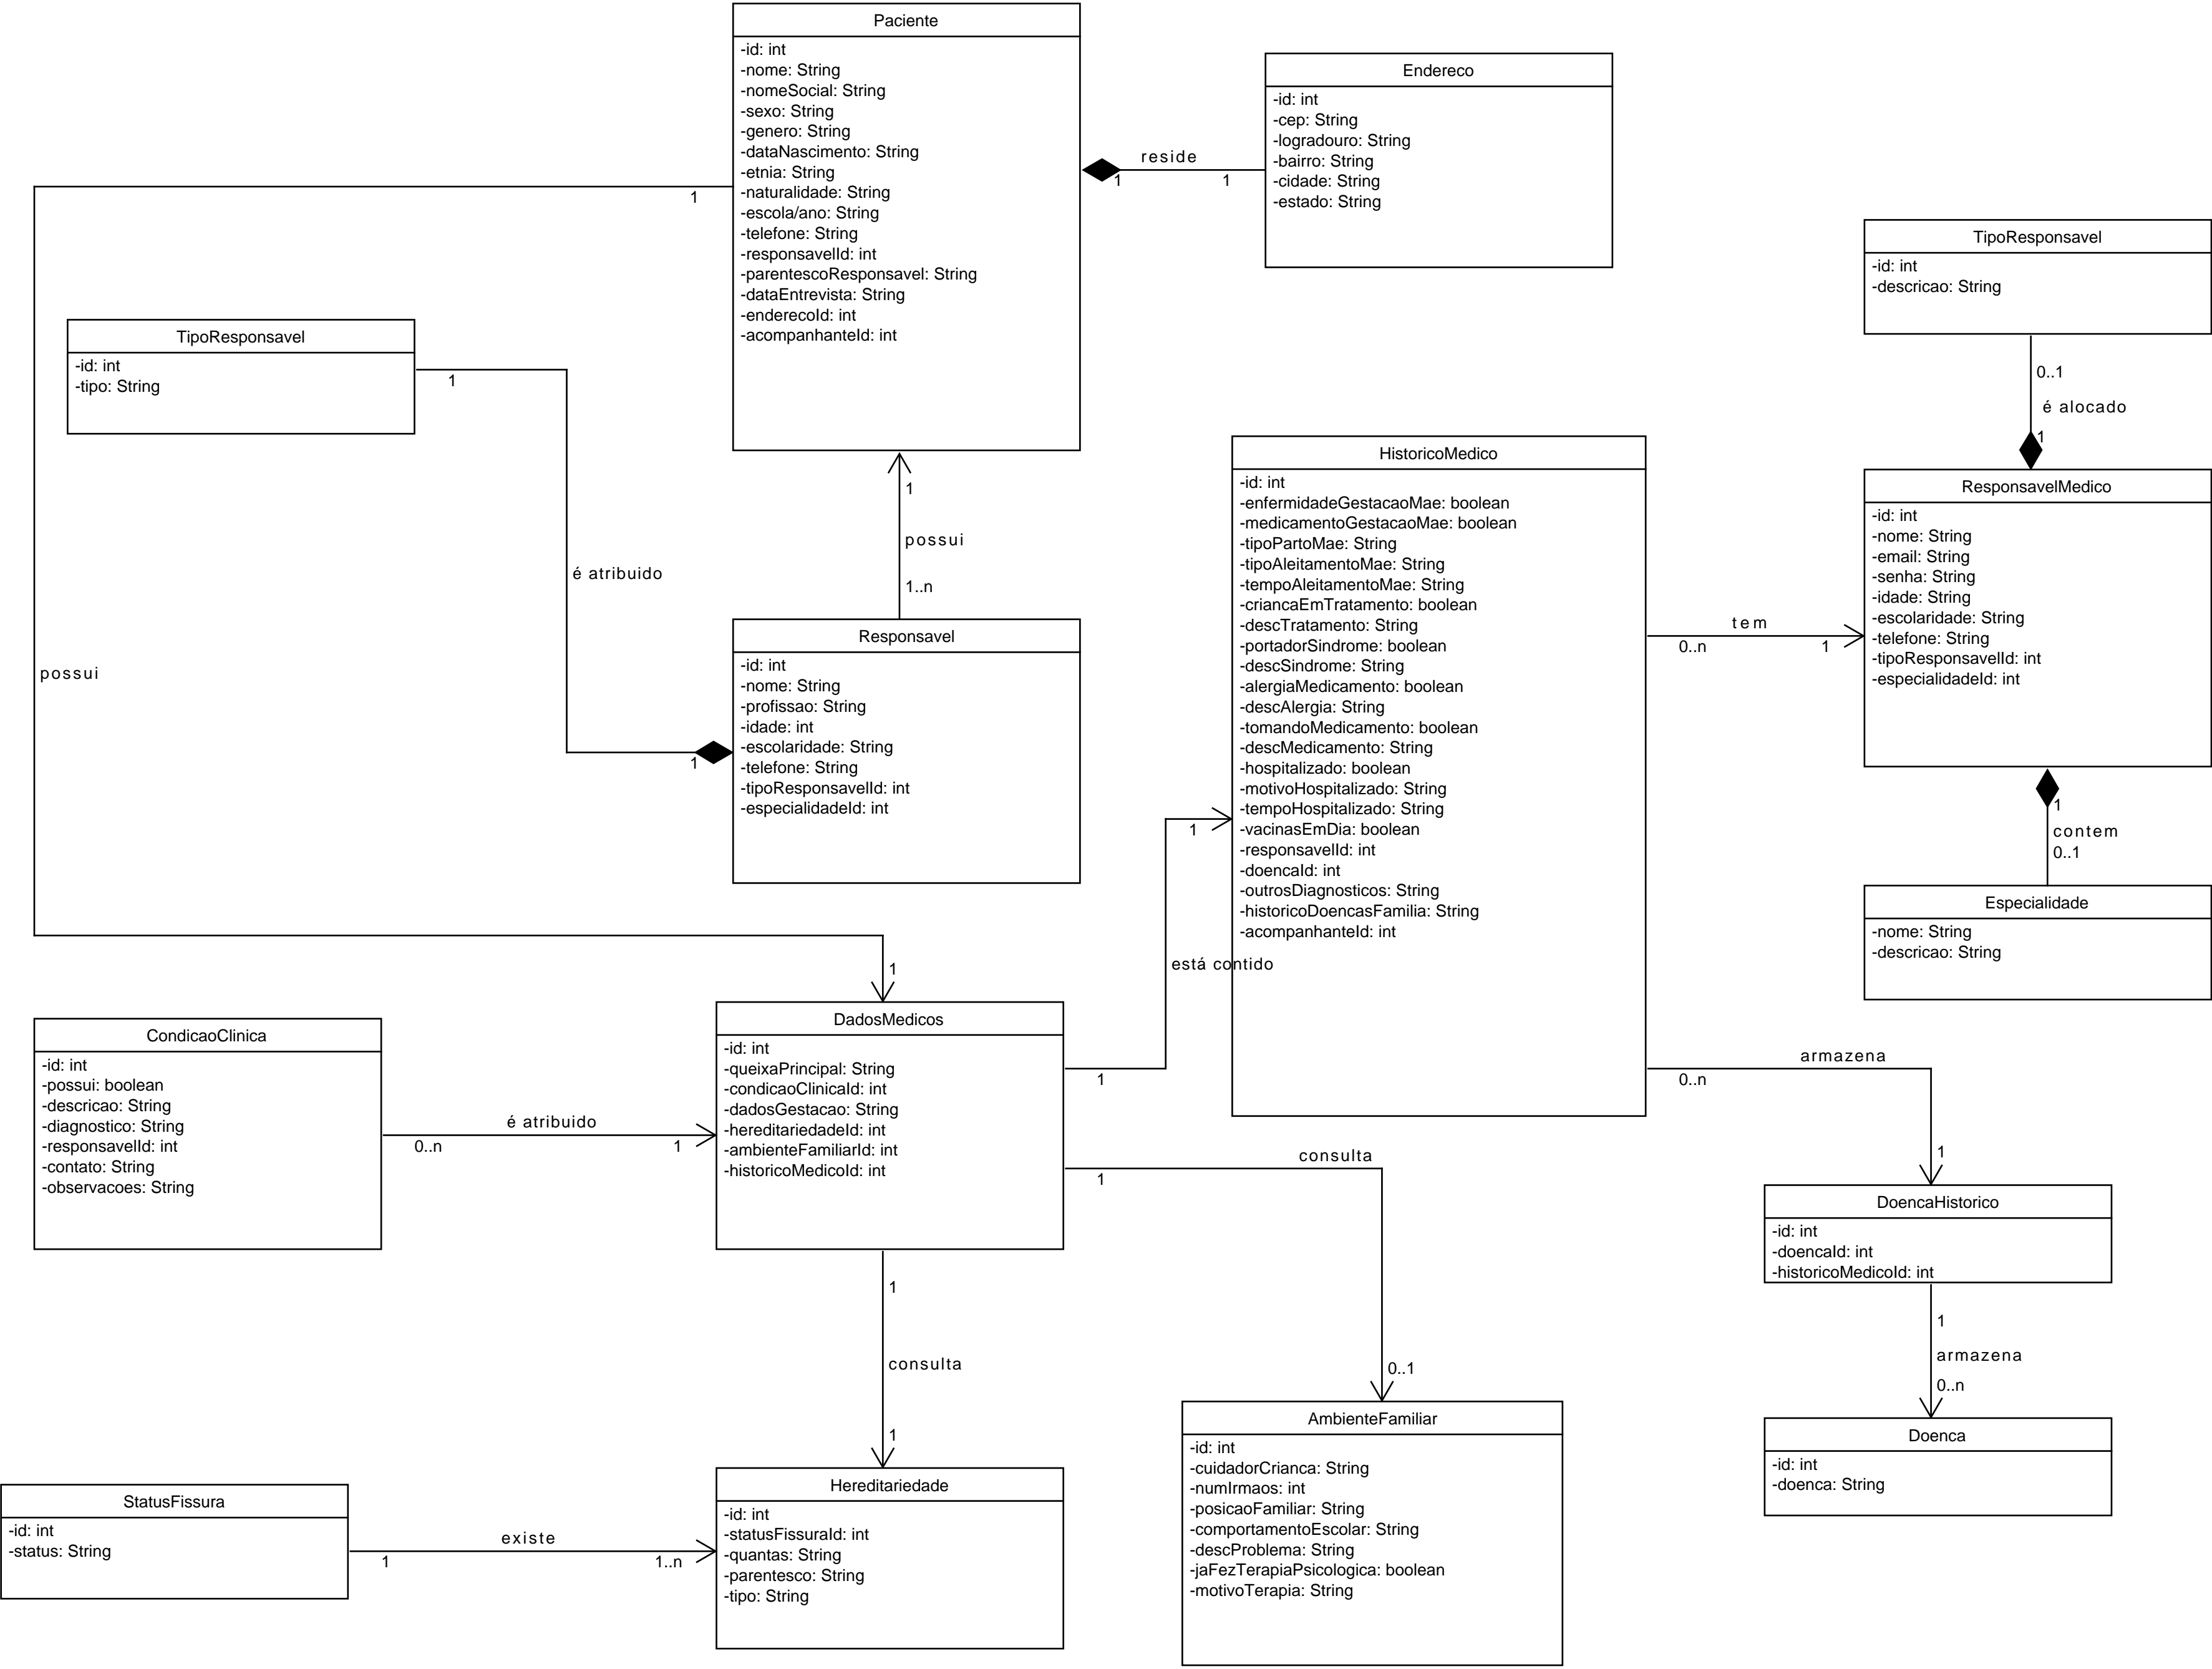 Paciente
-id: int
-nome: String
-nomeSocial: String
-sexo: String
-genero: String
-dataNascimento: String
-etnia: String
-naturalidade: String
-escola/ano: String
-telefone: String
-responsavelId: int
-parentescoResponsavel: String
-dataEntrevista: String
-enderecoId: int
-acompanhanteId: int
reside
1
1
Endereco
-id: int
-cep: String
-logradouro: String
-bairro: String
-cidade: String
-estado: String
1
possui
1
TipoResponsavel
-id: int
-descricao: String
0..1
é alocado
1
TipoResponsavel
-id: int
-tipo: String
1
é atribuido
1
1
possui
1..n
Responsavel
-id: int
-nome: String
-profissao: String
-idade: int
-escolaridade: String
-telefone: String
-tipoResponsavelId: int
-especialidadeId: int
HistoricoMedico
-id: int
-enfermidadeGestacaoMae: boolean
-medicamentoGestacaoMae: boolean
-tipoPartoMae: String
-tipoAleitamentoMae: String
-tempoAleitamentoMae: String
-criancaEmTratamento: boolean
-descTratamento: String
-portadorSindrome: boolean
-descSindrome: String
-alergiaMedicamento: boolean
-descAlergia: String
-tomandoMedicamento: boolean
-descMedicamento: String
-hospitalizado: boolean
-motivoHospitalizado: String
-tempoHospitalizado: String
-vacinasEmDia: boolean
-responsavelId: int
-doencaId: int
-outrosDiagnosticos: String
-historicoDoencasFamilia: String
-acompanhanteId: int
tem
0..n
1
ResponsavelMedico
-id: int
-nome: String
-email: String
-senha: String
-idade: String
-escolaridade: String
-telefone: String
-tipoResponsavelId: int
-especialidadeId: int
1
contem
0..1
Especialidade
-nome: String
-descricao: String
1
está contido
1
CondicaoClinica
-id: int
-possui: boolean
-descricao: String
-diagnostico: String
-responsavelId: int
-contato: String
-observacoes: String
é atribuido
0..n
1
DadosMedicos
-id: int
-queixaPrincipal: String
-condicaoClinicaId: int
-dadosGestacao: String
-hereditariedadeId: int
-ambienteFamiliarId: int
-historicoMedicoId: int
armazena
0..n
1
consulta
1
0..1
DoencaHistorico
-id: int
-doencaId: int
-historicoMedicoId: int
1
armazena
0..n
Doenca
-id: int
-doenca: String
1
consulta
1
AmbienteFamiliar
-id: int
-cuidadorCrianca: String
-numIrmaos: int
-posicaoFamiliar: String
-comportamentoEscolar: String
-descProblema: String
-jaFezTerapiaPsicologica: boolean
-motivoTerapia: String
StatusFissura
-id: int
-status: String
existe
1
1..n
Hereditariedade
-id: int
-statusFissuraId: int
-quantas: String
-parentesco: String
-tipo: String